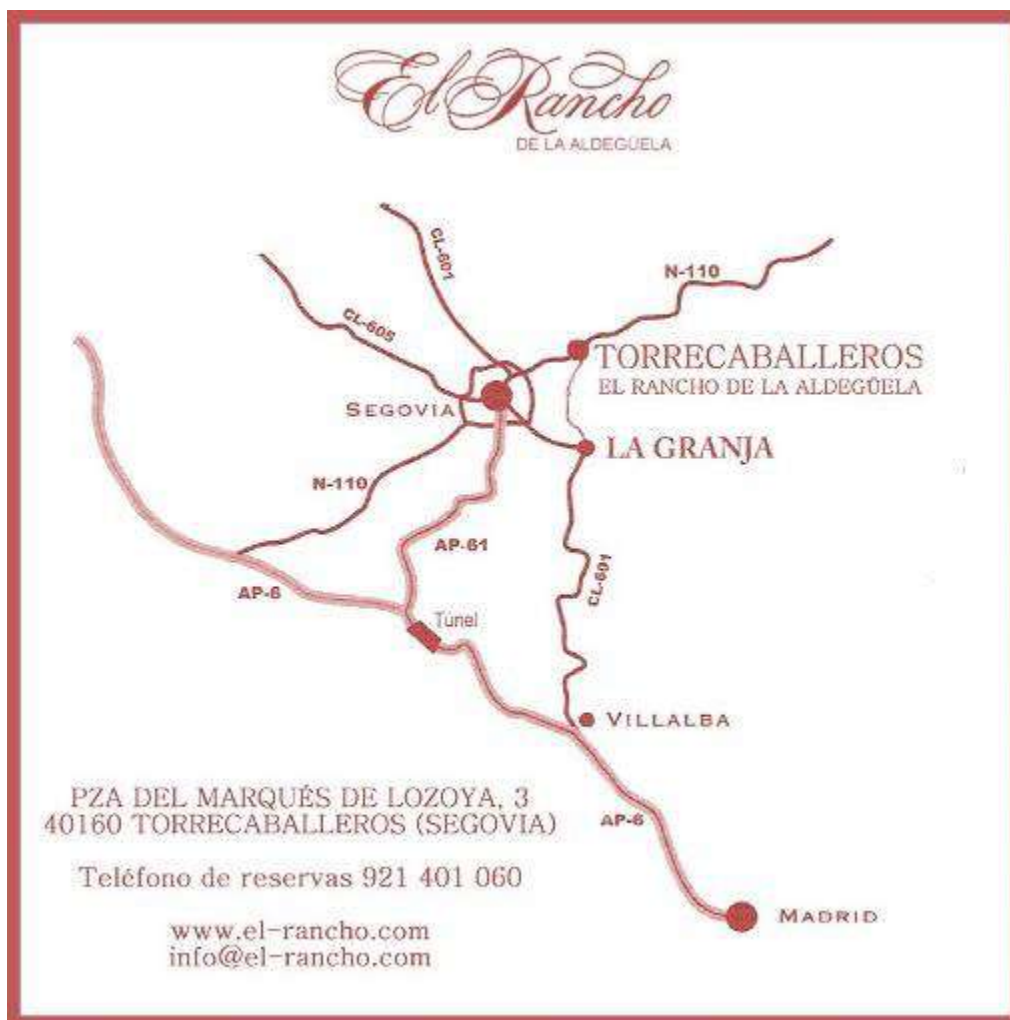 El Rancho
DE LA ALDEGÜELA
CL-601
N-110
CL-605
TORRECABALLEROS
EL RANCHO DE LA ALDEGÜELA
SEGOVIA
LA GRANJA
N-110
AP-61
CL-601
AP-6
Túnel
VILLALBA
PZA DEL MARQUÉS DE LOZOYA, 3
40160 TORRECABALLEROS (SEGOVIA)
AP-6
Teléfono de reservas 921 401 060
MADRID
www.el-rancho.com
info@el-rancho.com